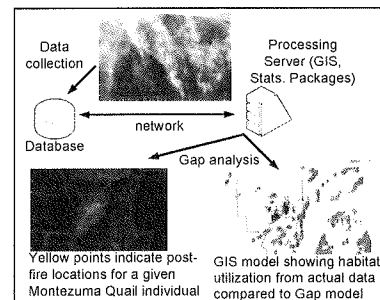 Data
collection
Processing
Server (GIS,
Stats. Packages)
network
Database
Gap analysis
Yellow points indicate post-
fire locations for a given
Montezuma Quail individual
GIS model showing habitat
utilization from actual data
compared to Gap model